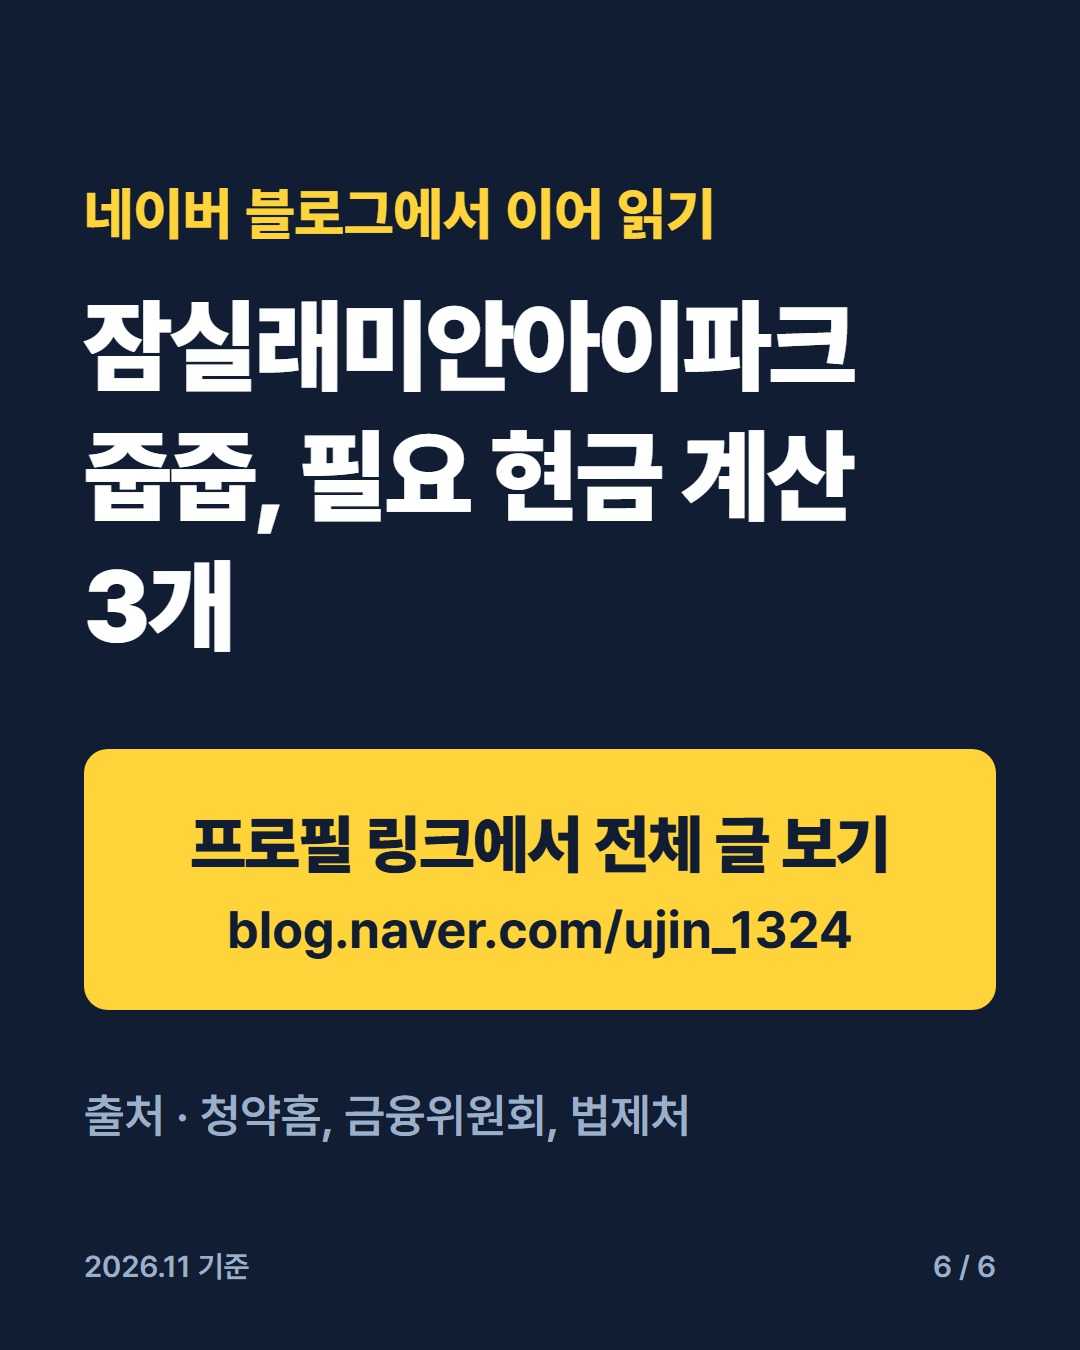 네이버 블로그에서 이어 읽기
잠실래미안아이파크
줍줍, 필요 현금 계산
3개
프로필 링크에서 전체 글 보기
blog.naver.com/ujin_1324
출처 · 청약홈, 금융위원회, 법제처
2026.11 기준
6 / 6